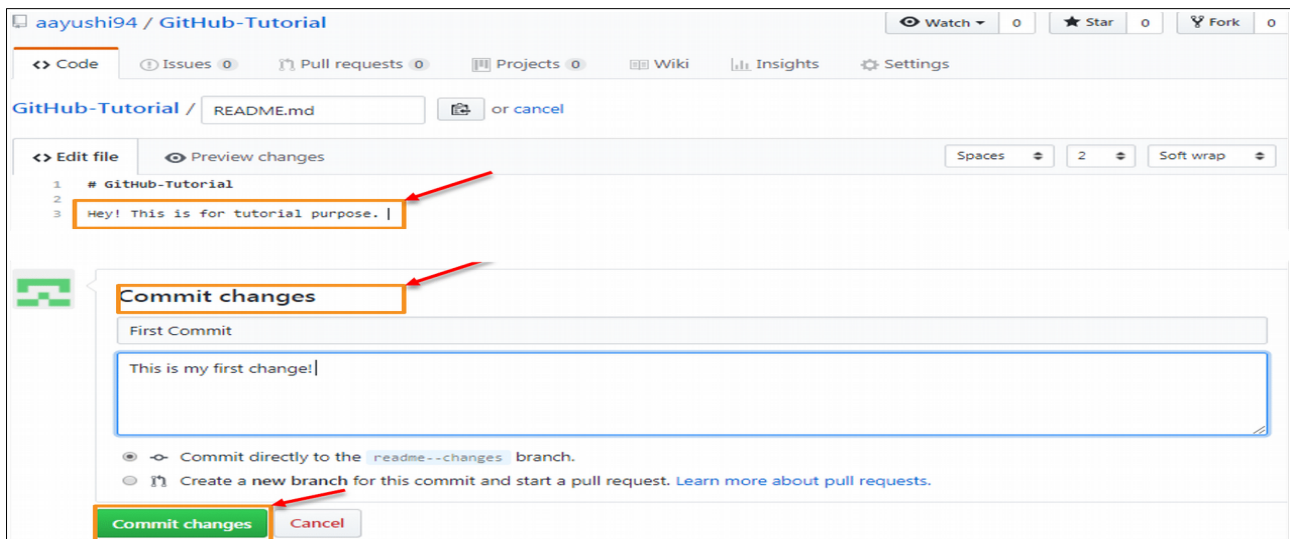 aayushi94 / GitHub-Tutorial Watch 0 Star 0 Fork 0
<> Code Issues 0 Pull requests 0 Projects 0 Wiki Insights Settings
GitHub-Tutorial / README.md or cancel
<> Edit file Preview changes Spaces 2 Soft wrap
1 # GitHub-Tutorial
2
3 Hey! This is for tutorial purpose.
Commit changes
First Commit
This is my first change!
Commit directly to the readme--changes branch.
Create a new branch for this commit and start a pull request. Learn more about pull requests.
Commit changes Cancel